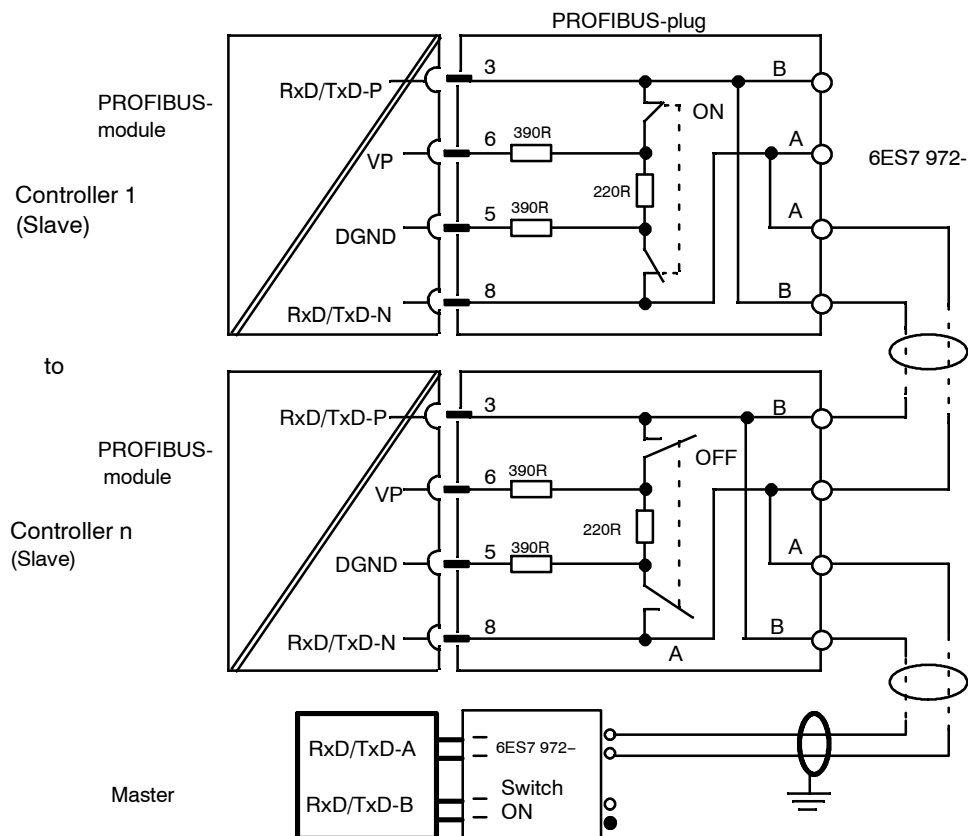 PROFIBUS-plug
RxD/TxD-P
3
B
PROFIBUS-
module
ON
VP
6
390R
A
6ES7 972-
Controller 1
(Slave)
220R
DGND
5
390R
A
RxD/TxD-N
8
B
to
RxD/TxD-P
3
B
PROFIBUS-
module
OFF
VP
6
390R
Controller n
(Slave)
220R
DGND
5
390R
A
RxD/TxD-N
8
A
B
Master
RxD/TxD-A
6ES7 972–
RxD/TxD-B
Switch
ON